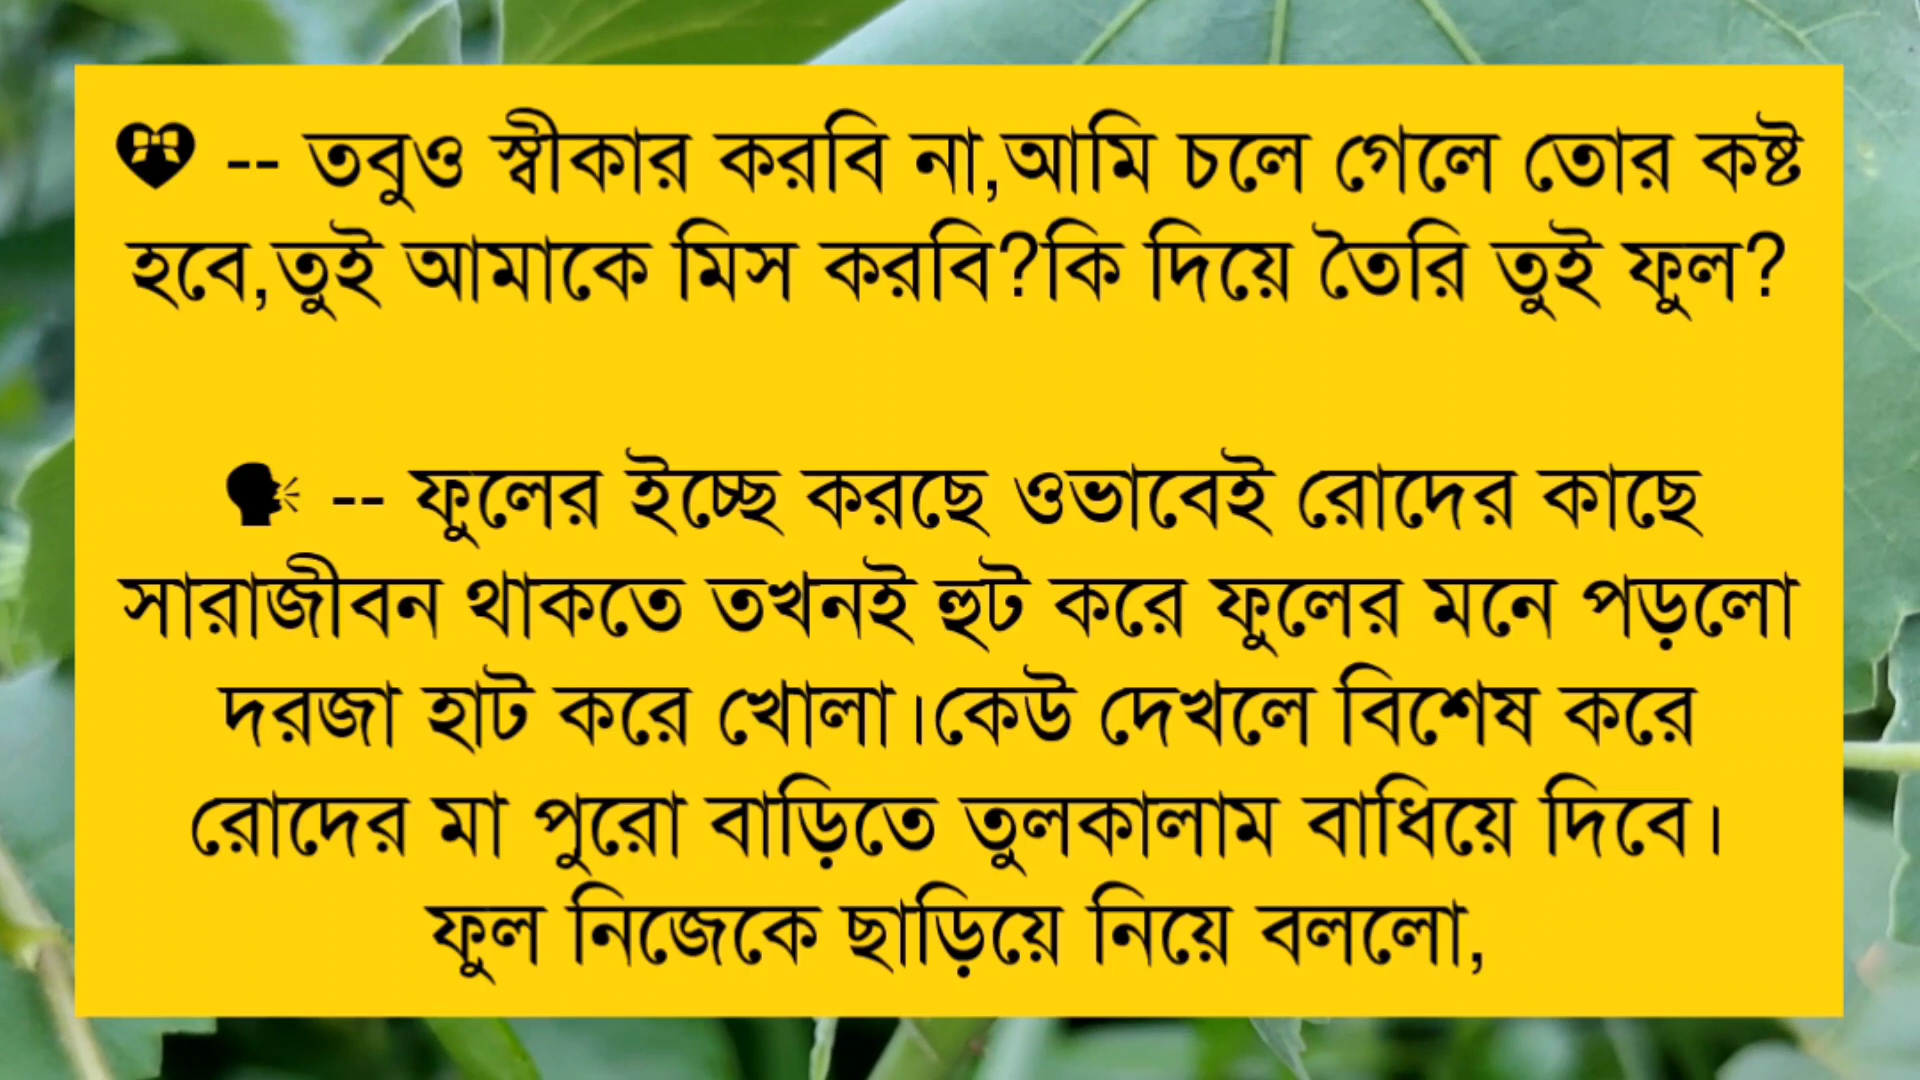 💝 -- তবুও স্বীকার করবি না,আমি চলে গেলে তোর কষ্ট
হবে,তুই আমাকে মিস করবি?কি দিয়ে তৈরি তুই ফুল?
🗣 -- ফুলের ইচ্ছে করছে ওভাবেই রোদের কাছে
সারাজীবন থাকতে তখনই হুট করে ফুলের মনে পড়লো
দরজা হাট করে খোলা।কেউ দেখলে বিশেষ করে
রোদের মা পুরো বাড়িতে তুলকালাম বাধিয়ে দিবে।
ফুল নিজেকে ছাড়িয়ে নিয়ে বললো,